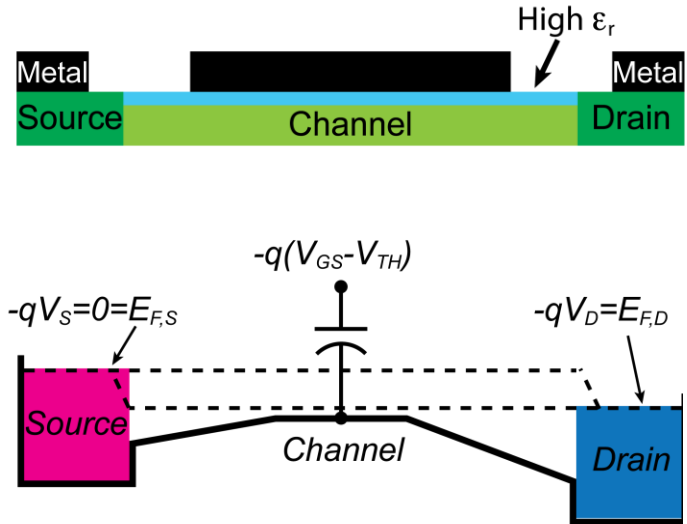 High εr
Metal
Metal
Source
Channel
Drain
-q(VGS-VTH)
-qVS=0=EF,S
-qVD=EF,D
Source
Channel
Drain